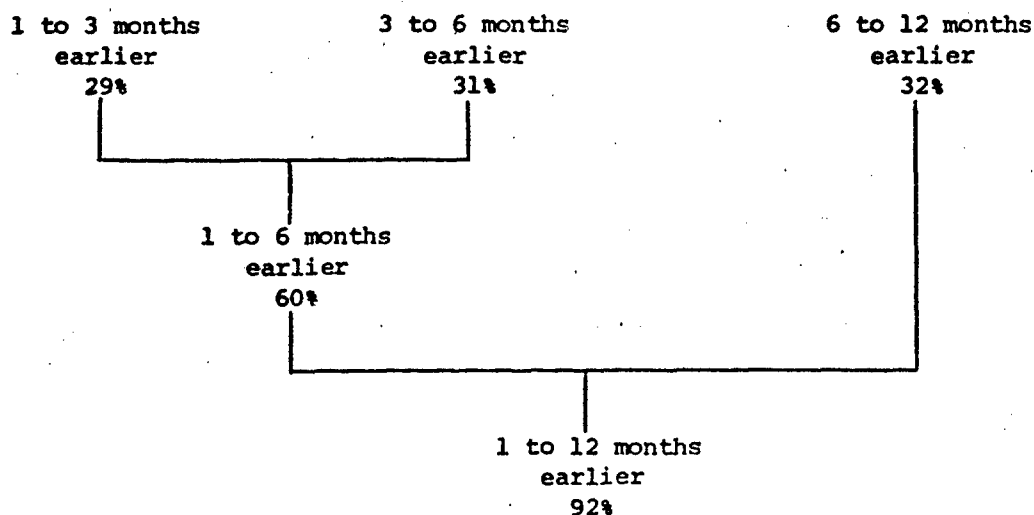 1 to 3 months
earlier
29%
3 to 6 months
earlier
31%
6 to 12 months
earlier
32%
1 to 6 months
earlier
60%
1 to 12 months
earlier
92%